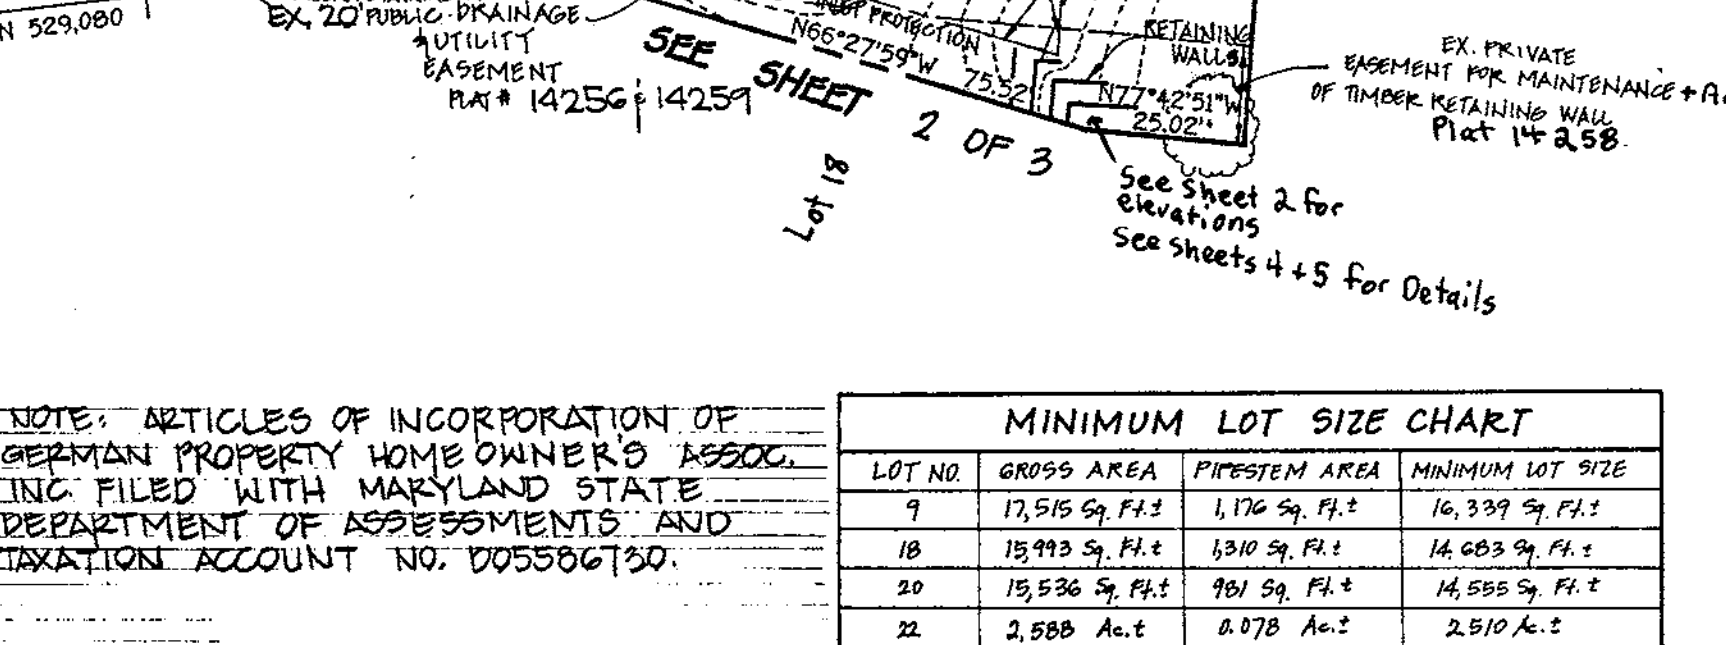 N 529,080
EX. 20' PUBLIC DRAINAGE
& UTILITY
EASEMENT
PLAT # 14256 & 14259
SEE SHEET 2 OF 3
INLET PROTECTION
N66°27'59"W
75.52
RETAINING
WALLS
N77°42'51"W
25.02'±
EX. PRIVATE
EASEMENT FOR MAINTENANCE + A
OF TIMBER RETAINING WALL
Plat 14258.
Lot 18
See Sheet 2 for
elevations
See sheets 4+5 for Details
NOTE: ARTICLES OF INCORPORATION OF
GERMAN PROPERTY HOMEOWNER'S ASSOC.
INC FILED WITH MARYLAND STATE
DEPARTMENT OF ASSESSMENTS AND
TAXATION ACCOUNT NO. D05586730.
MINIMUM LOT SIZE CHART
LOT NO. GROSS AREA PIPESTEM AREA MINIMUM LOT SIZE
9 17,515 Sq. Ft.± 1,176 Sq. Ft.± 16,339 Sq. Ft.±
18 15,993 Sq. Ft.± 1,310 Sq. Ft.± 14,683 Sq. Ft.±
20 15,536 Sq. Ft.± 981 Sq. Ft.± 14,555 Sq. Ft.±
22 2.588 Ac.± 0.078 Ac.± 2.510 Ac.±